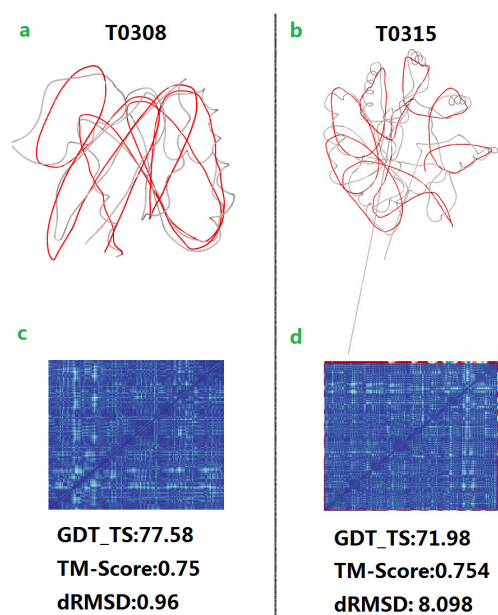 a
T0308
b
T0315
c
d
GDT_TS:77.58
TM-Score:0.75
dRMSD:0.96
GDT_TS:71.98
TM-Score:0.754
dRMSD: 8.098